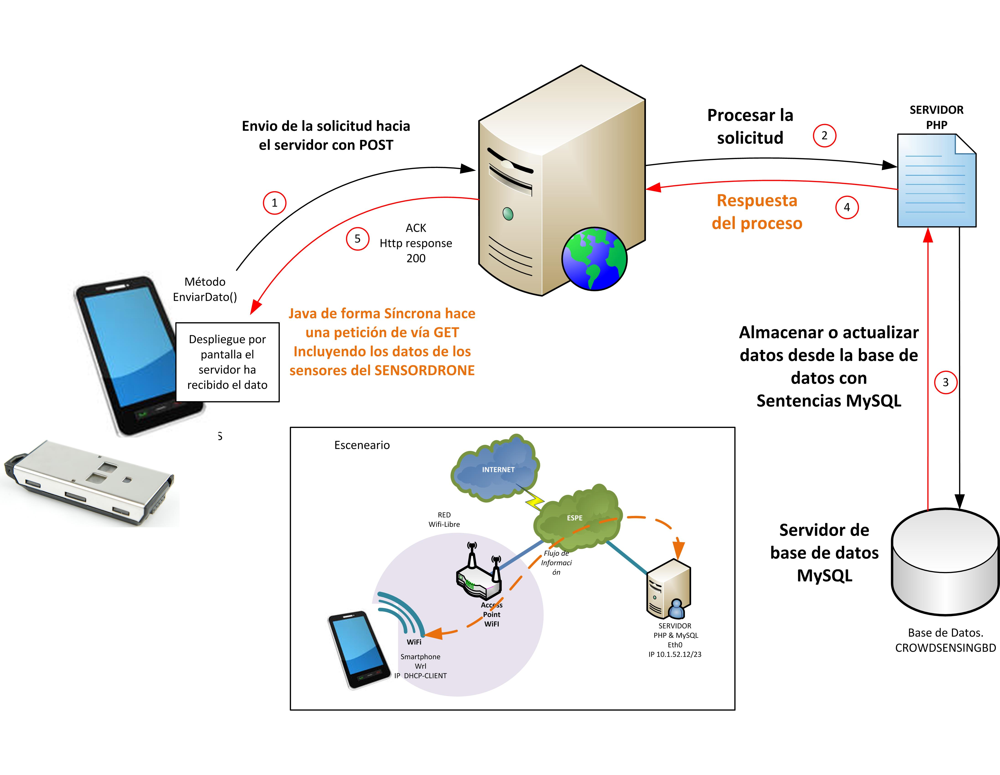 Envio de la solicitud hacia
el servidor con POST
1
Procesar la
solicitud
2
SERVIDOR
PHP
Respuesta
del proceso
4
5
ACK
Http response
200
Método
EnviarDato()
Despliegue por
pantalla el
servidor ha
recibido el dato
Java de forma Síncrona hace
una petición de vía GET
Incluyendo los datos de los
sensores del SENSORDRONE
Almacenar o actualizar
datos desde la base de
datos con
Sentencias MySQL
3
S
Esceneario
INTERNET
ESPE
RED
Wifi-Libre
Flujo de
Informaci
ón
Access
Point
WiFI
WiFi
Smartphone
Wrl
IP DHCP-CLIENT
SERVIDOR
PHP & MySQL
Eth0
IP 10.1.52.12/23
Servidor de
base de datos
MySQL
Base de Datos.
CROWDSENSINGBD